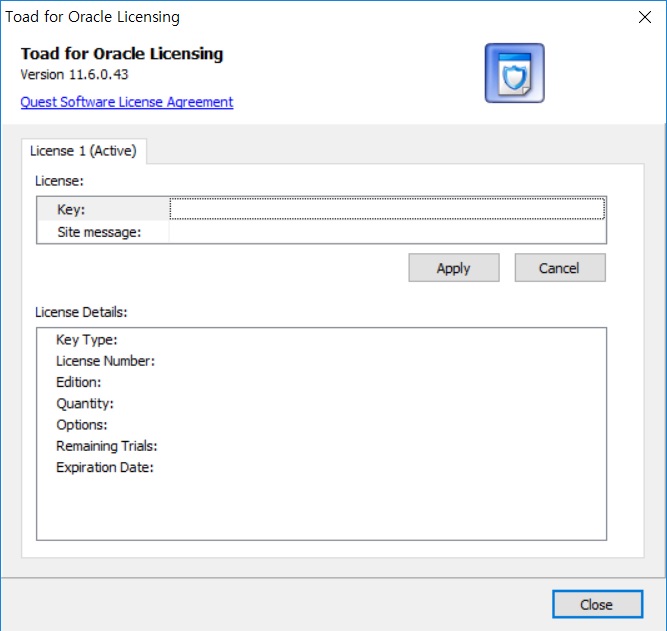 Toad for Oracle Licensing
Toad for Oracle Licensing
Version 11.6.0.43
Quest Software License Agreement
License 1 (Active)
License:
Key:
Site message:
Apply Cancel
License Details:
Key Type:
License Number:
Edition:
Quantity:
Options:
Remaining Trials:
Expiration Date:
Close